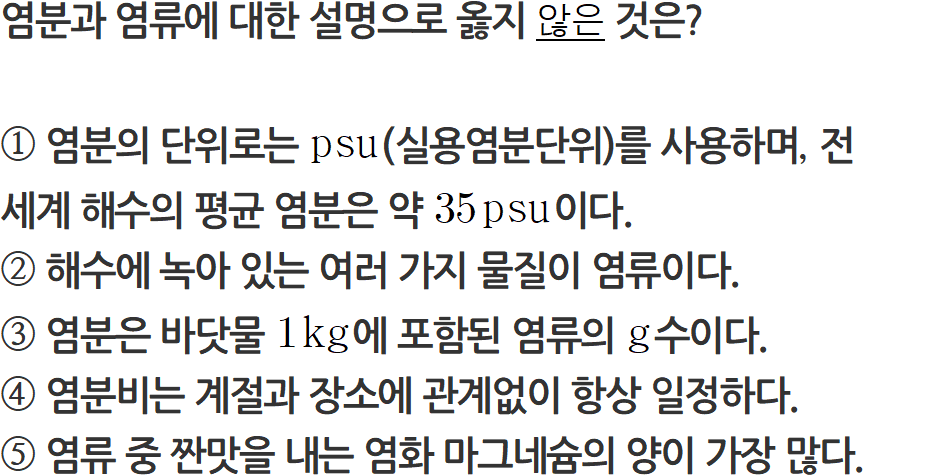 염분과 염류에 대한 설명으로 옳지 않은 것은?
① 염분의 단위로는 psu(실용염분단위)를 사용하며, 전
세계 해수의 평균 염분은 약 35psu이다.
② 해수에 녹아 있는 여러 가지 물질이 염류이다.
③ 염분은 바닷물 1kg에 포함된 염류의 g수이다.
④ 염분비는 계절과 장소에 관계없이 항상 일정하다.
⑤ 염류 중 짠맛을 내는 염화 마그네슘의 양이 가장 많다.